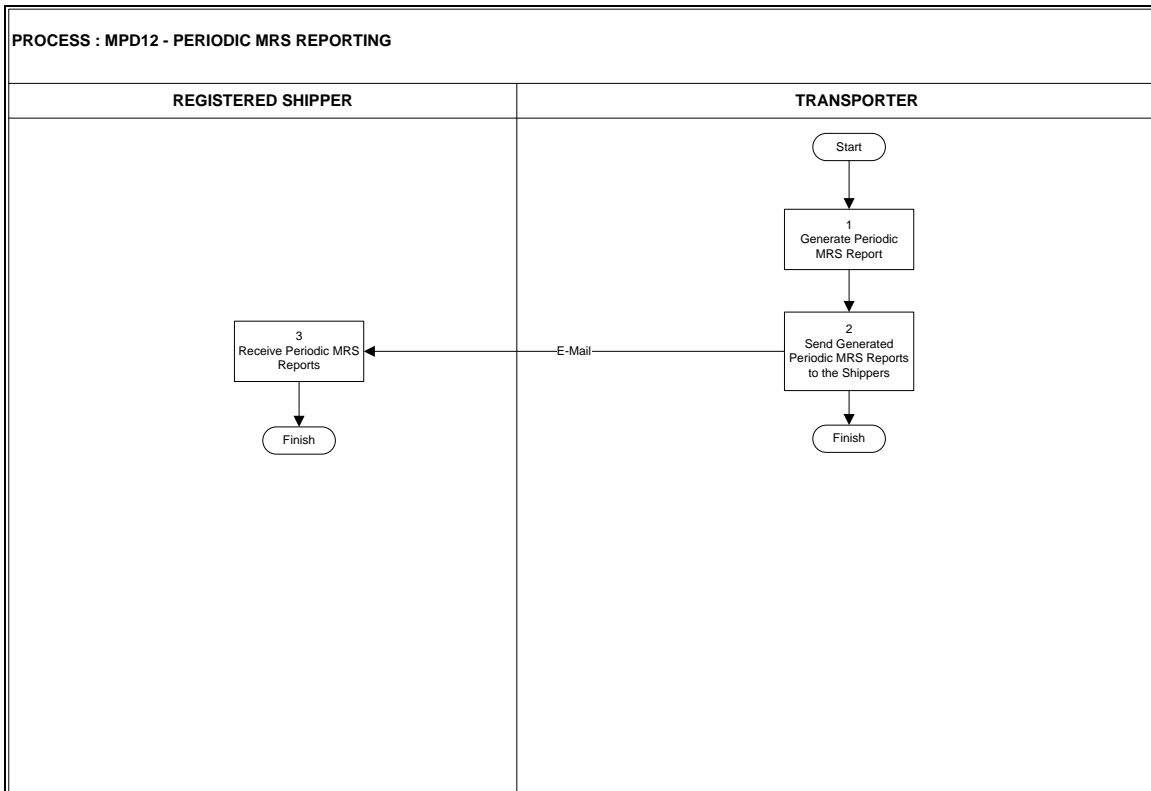 PROCESS : MPD12 - PERIODIC MRS REPORTING
REGISTERED SHIPPER
TRANSPORTER
Start
1
Generate Periodic
MRS Report
2
Send Generated
Periodic MRS Reports
to the Shippers
E-Mail
3
Receive Periodic MRS
Reports
Finish
Finish